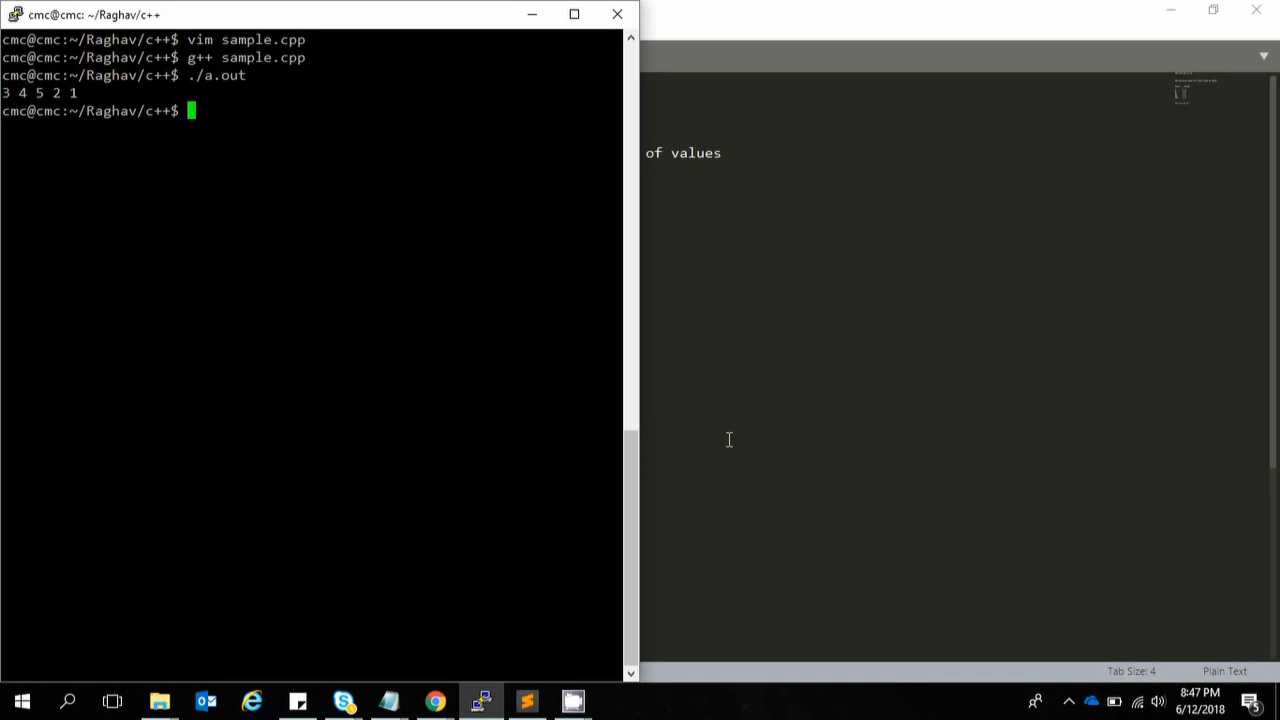 cmc@cmc: ~/Raghav/c++
cmc@cmc:~/Raghav/c++$ vim sample.cpp
cmc@cmc:~/Raghav/c++$ g++ sample.cpp
cmc@cmc:~/Raghav/c++$ ./a.out
3 4 5 2 1
cmc@cmc:~/Raghav/c++$
of values
Tab Size: 4
Plain Text
8:47 PM
6/12/2018
5